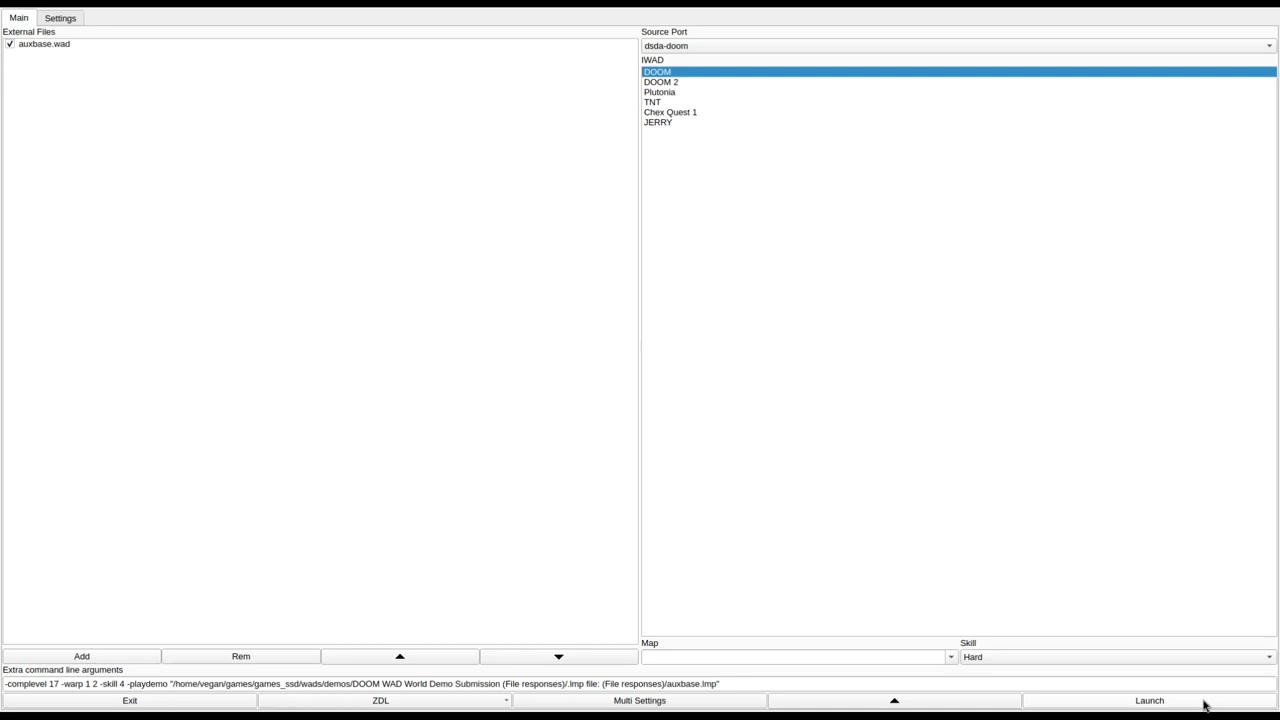 Main Settings
External Files
auxbase.wad
Source Port
dsda-doom
IWAD
DOOM
DOOM 2
Plutonia
TNT
Chex Quest 1
JERRY
Map
Skill
Hard
Add Rem
Extra command line arguments
-complevel 17 -warp 1 2 -skill 4 -playdemo "/home/vegan/games/games_ssd/wads/demos/DOOM WAD World Demo Submission (File responses)/.lmp file: (File responses)/auxbase.lmp"
Exit ZDL Multi Settings Launch